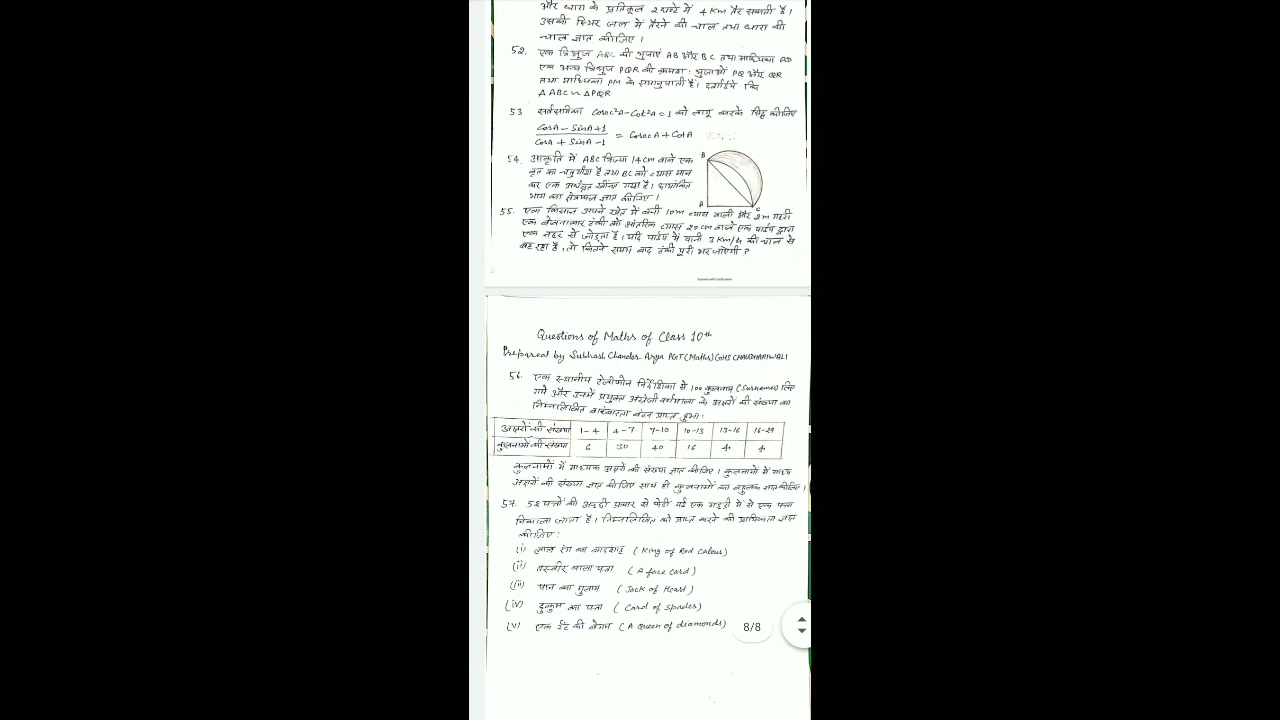 और धारा के प्रतिकूल 2 घण्टे में 4 Km तैर सकती है।
उसकी स्थिर जल में तैरने की चाल तथा धारा की
चाल ज्ञात कीजिए।
52. एक त्रिभुज ABC की भुजाएं AB और BC तथा माध्यिका AD
एक अन्य त्रिभुज PQR की क्रमश: भुजाओं PQ और QR
तथा माध्यिका PM के समानुपाती हैं। दर्शाइये कि
Δ ABC ~ Δ PQR
53 सर्वसमिका Cosec²A - Cot²A = 1 को लागू करके सिद्ध कीजिए
CosA - SinA + 1
= CosecA + CotA
CosA + SinA - 1
54. आकृति में ABC त्रिज्या 14 cm वाले एक
वृत का चतुर्थांश है तथा BC को व्यास मान
कर एक अर्धवृत खींचा गया है। छायांकित
भाग का क्षेत्रफल ज्ञात कीजिए।
B
A
C
55. एक किसान अपने खेत में बनी 10m व्यास वाली और 2m गहरी
एक बेलनाकार टंकी को आंतरिक व्यास 20 cm वाले एक पाईप द्वारा
एक नहर से जोड़ता है। यदि पाईप में पानी 3 Km/h की चाल से
बह रहा है, तो कितने समय बाद टंकी पूरी भर जाएगी ?
Questions of Maths of Class 10th
Prepared by Subhash Chander Arya PGT (Maths) GHS CHAUDHARIWALI
56. एक स्थानीय टेलीफोन निर्देशिका से 100 कुलनाम (Surnames) लिए
गये और उनमें प्रयुक्त अंग्रेजी वर्णमाला के अक्षरों की संख्या का
निम्नलिखित बारंबारता बंटन प्राप्त हुआ:
अक्षरों की संख्या 1-4 4-7 7-10 10-13 13-16 16-29
कुलनामों की संख्या 6 30 40 16 4 4
कुलनामों में माध्यक अक्षरों की संख्या ज्ञात कीजिए। कुलनामों में माध्य
अक्षरों की संख्या ज्ञात कीजिए साथ ही कुलनामों का बहुलक ज्ञात कीजिए।
57. 52 पत्तों की अच्छी प्रकार से फेंटी गई एक गड्डी में से एक पत्ता
निकाला जाता है। निम्नलिखित को प्राप्त करने की प्रायिकता ज्ञात
कीजिए:
(i) लाल रंग का बादशाह (King of Red Colour)
(ii) तस्वीर वाला पत्ता (A face card)
(iii) पान का गुलाम (Jack of Heart)
(iv) हुकुम का पत्ता (Card of Spades)
(v) एक ईंट की बेगम (A Queen of diamonds)
8/8